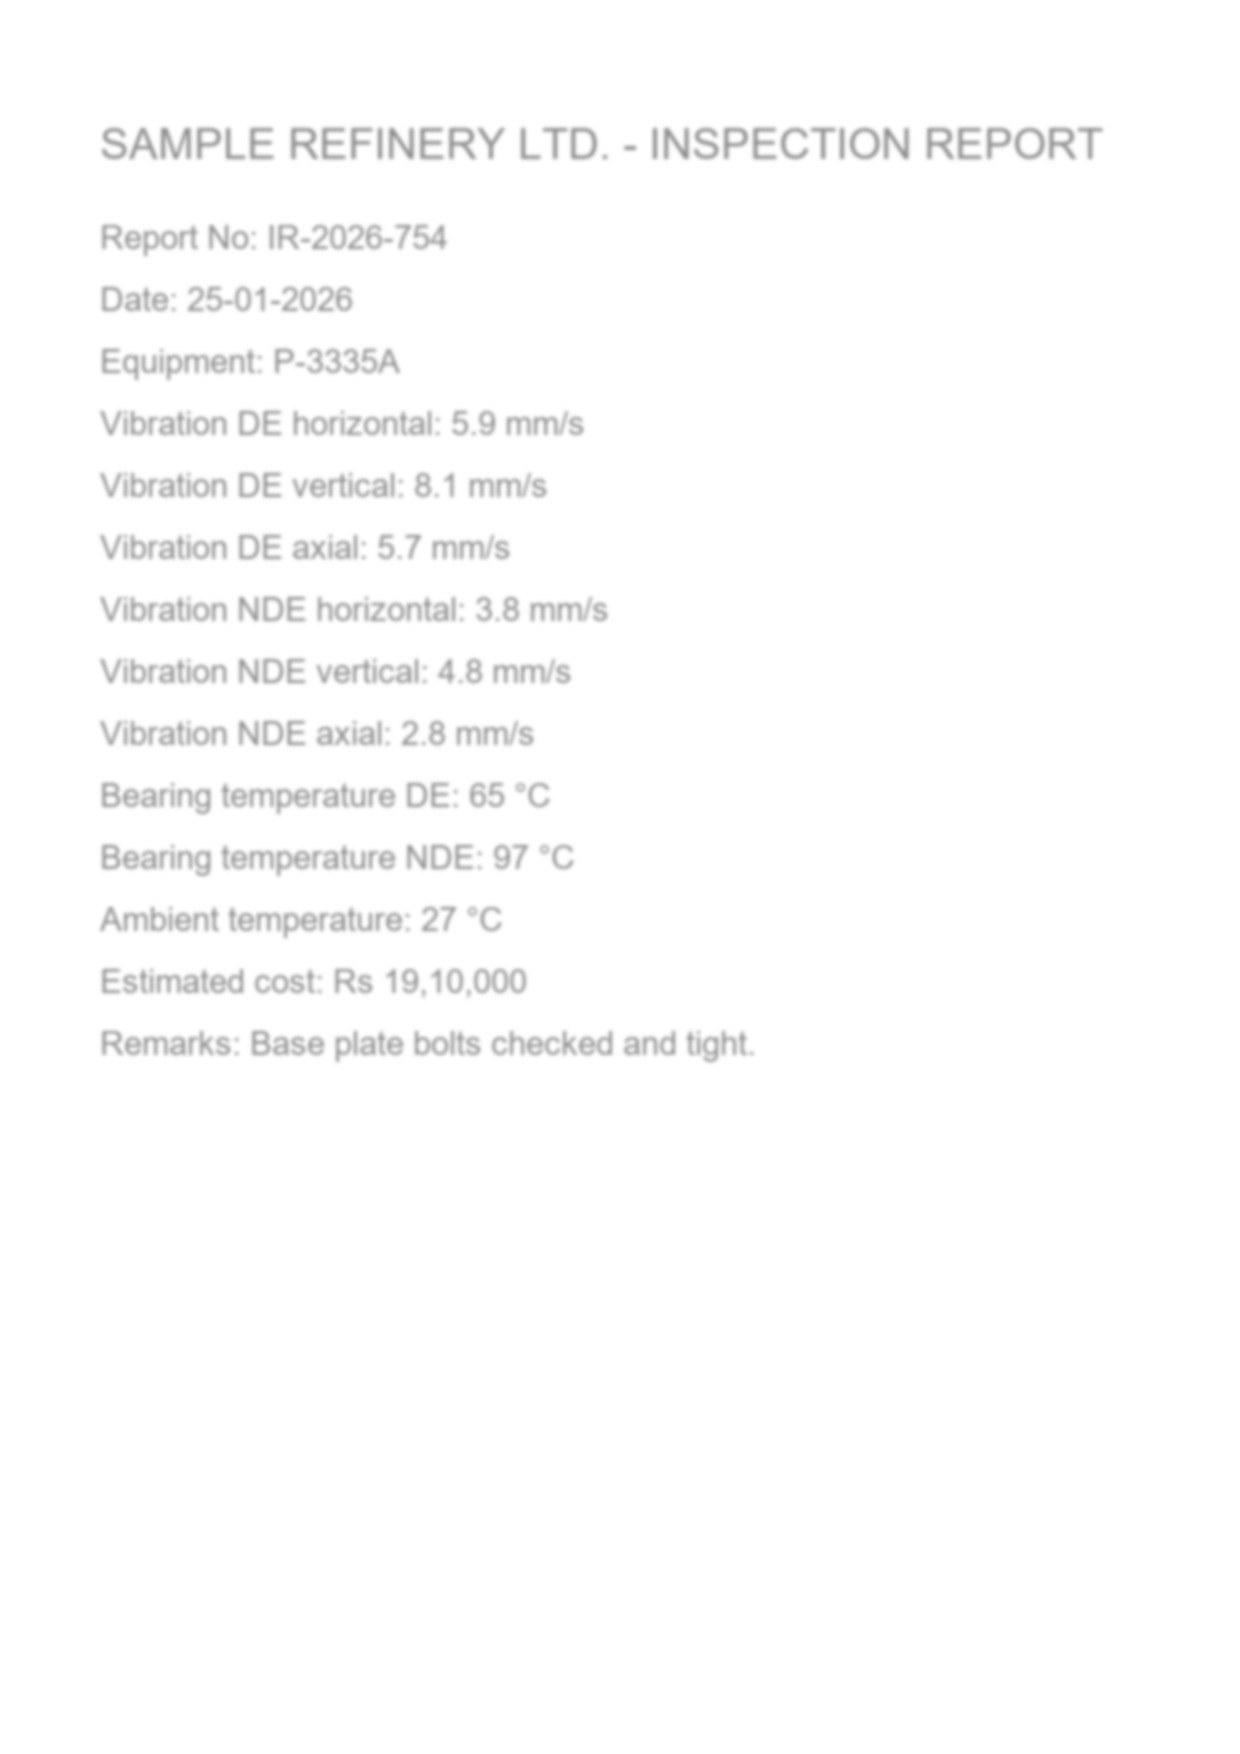 SAMPLE REFINERY LTD. - INSPECTION REPORT
Report No: IR-2026-754
Date: 25-01-2026
Equipment: P-3335A
Vibration DE horizontal: 5.9 mm/s
Vibration DE vertical: 8.1 mm/s
Vibration DE axial: 5.7 mm/s
Vibration NDE horizontal: 3.8 mm/s
Vibration NDE vertical: 4.8 mm/s
Vibration NDE axial: 2.8 mm/s
Bearing temperature DE: 65 °C
Bearing temperature NDE: 97 °C
Ambient temperature: 27 °C
Estimated cost: Rs 19,10,000
Remarks: Base plate bolts checked and tight.